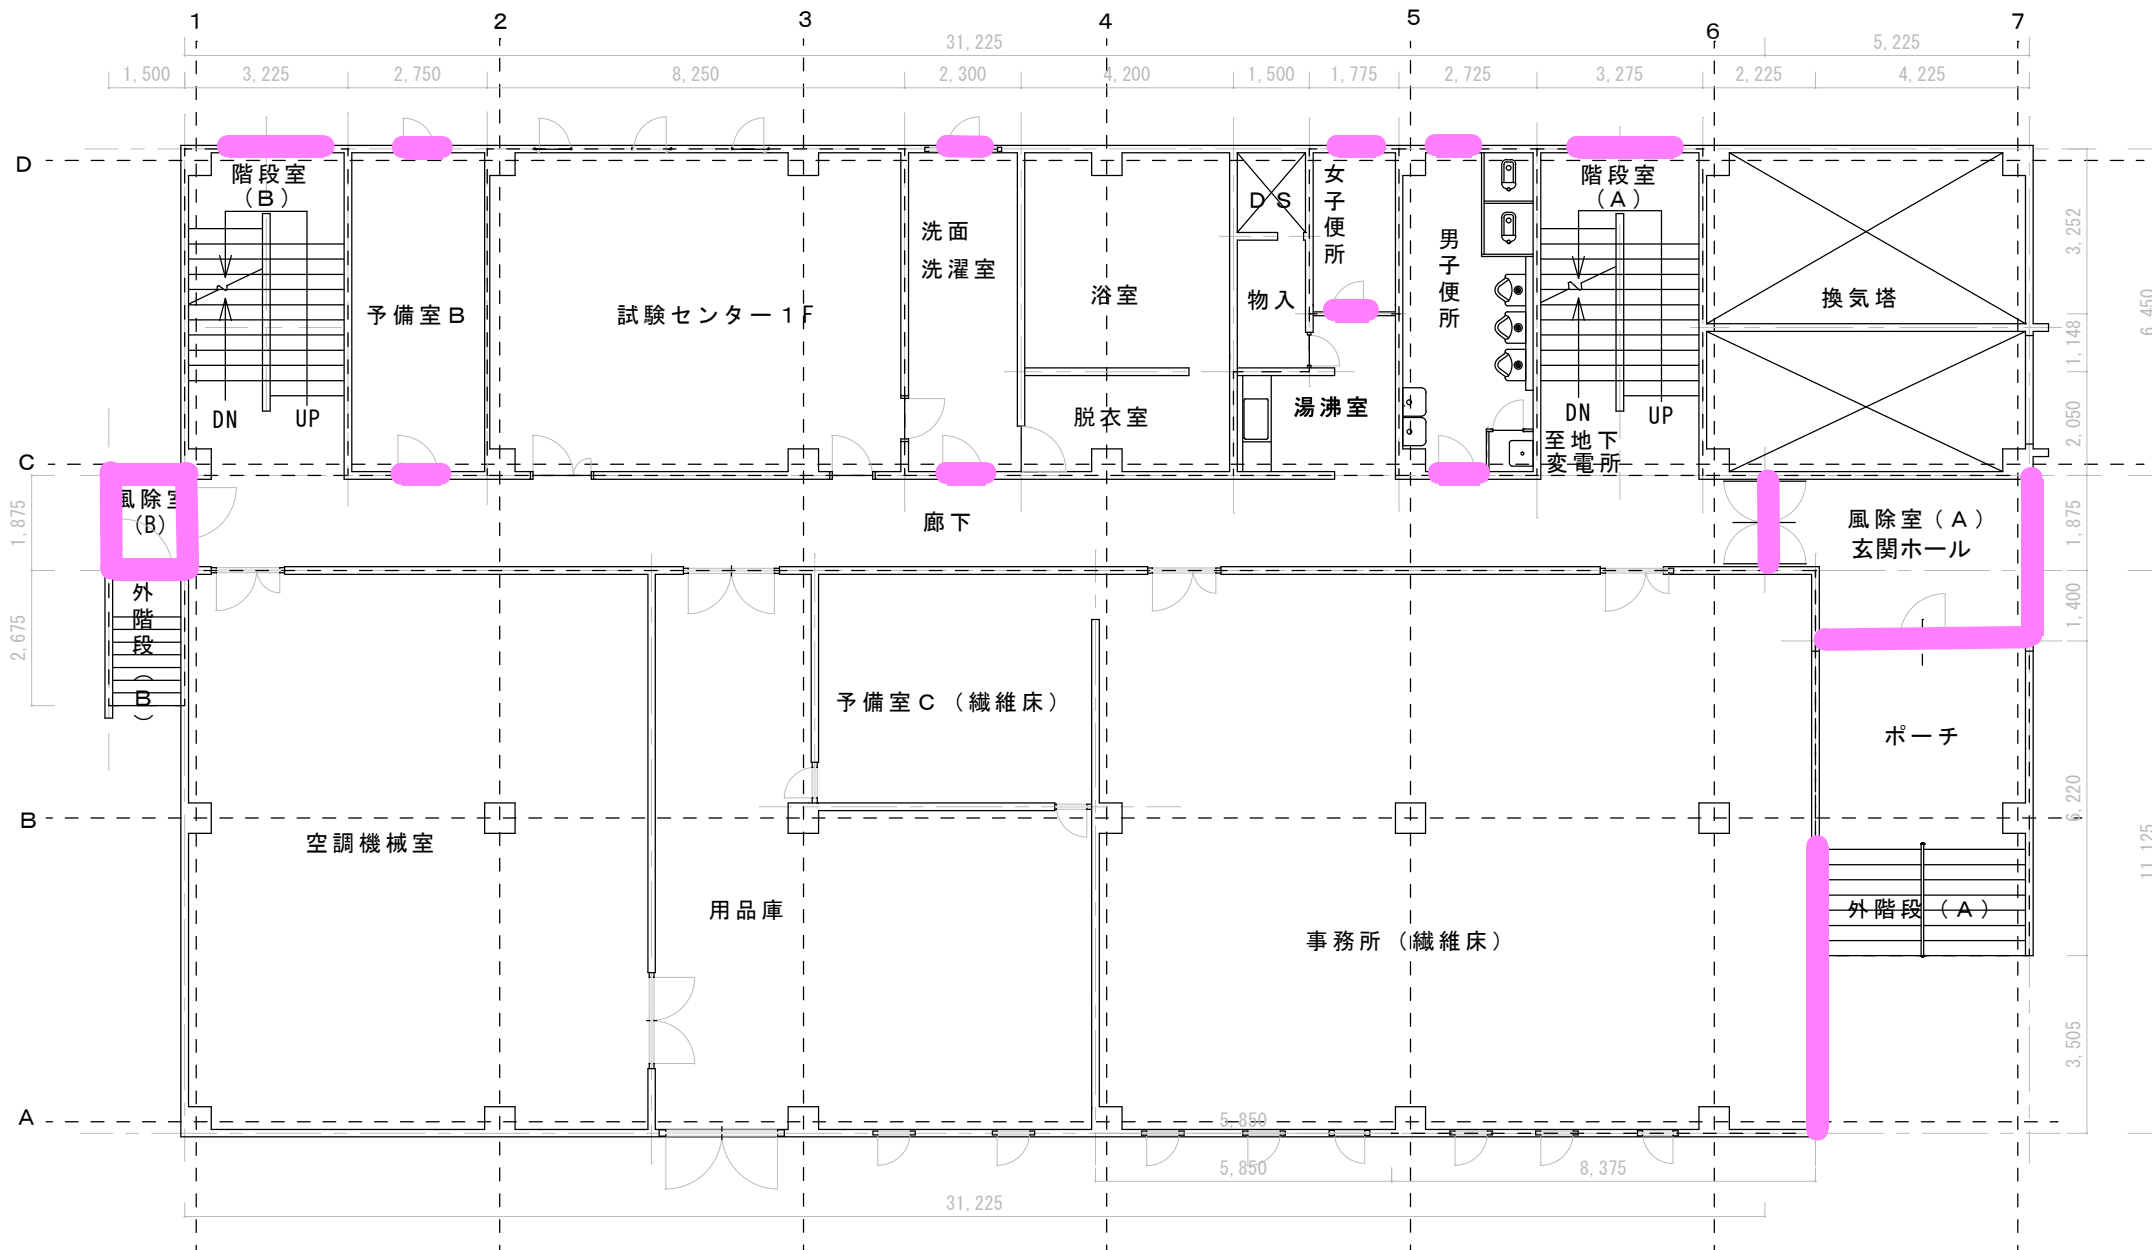 1 2 3 4 5 6 7
31,225 5,225
1,500 3,225 2,750 8,250 2,300 4,200 1,500 1,775 2,725 3,275 2,225 4,225
D
階段室
(B)
DN UP
予備室B
試験センター1F
洗面
洗濯室
浴室
脱衣室
DS
物入
女子便所
湯沸室
男子便所
階段室
(A)
DN UP
至地下
変電所
換気塔
3,252
1,148
2,050
6,450
C
風除室
(B)
1,875
2,675
廊下
風除室(A)
玄関ホール
1,875
1,400
外階段(B)
予備室C(繊維床)
ポーチ
B
空調機械室
用品庫
事務所(繊維床)
外階段(A)
6,220
11,125
3,505
A
5,850
5,850 8,375
31,225